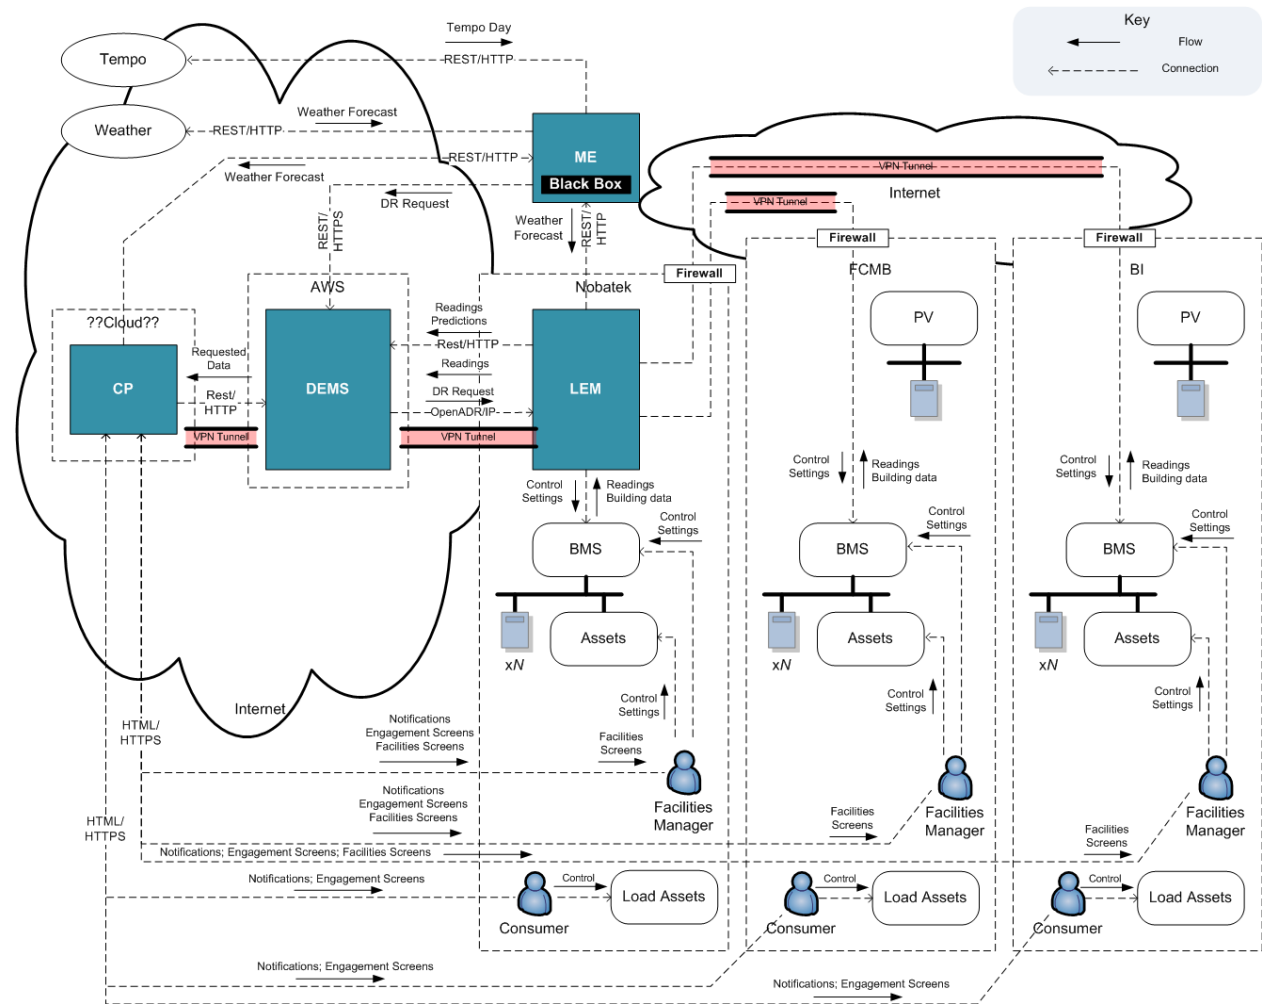 Key
Flow
Connection
Tempo Day
REST/HTTP
Tempo
Weather Forecast
Weather
REST/HTTP
REST/HTTP
Weather Forecast
ME
Black Box
DR Request
REST/
HTTPS
Weather
Forecast
REST/
HTTP
VPN Tunnel
Internet
VPN Tunnel
Firewall
Firewall
Firewall
AWS
Nobatek
FCMB
BI
??Cloud??
Readings
Predictions
Rest/HTTP
Readings
DR Request
OpenADR/IP
Requested
Data
Rest/
HTTP
CP
DEMS
LEM
PV
PV
VPN Tunnel
VPN Tunnel
Control
Settings
Readings
Building data
Control
Settings
Readings
Building data
Control
Settings
Readings
Building data
Control
Settings
Control
Settings
Control
Settings
BMS
BMS
BMS
Assets
Assets
Assets
xN
xN
xN
Control
Settings
Control
Settings
Control
Settings
Internet
HTML/
HTTPS
Notifications
Engagement Screens
Facilities Screens
Facilities
Screens
Facilities
Manager
Facilities
Manager
Facilities
Manager
Notifications
Engagement Screens
Facilities Screens
Facilities
Screens
Facilities
Screens
HTML/
HTTPS
Notifications; Engagement Screens; Facilities Screens;
Notifications; Engagement Screens
Control
Load Assets
Consumer
Control
Load Assets
Consumer
Control
Load Assets
Consumer
Notifications; Engagement Screens
Notifications; Engagement Screens